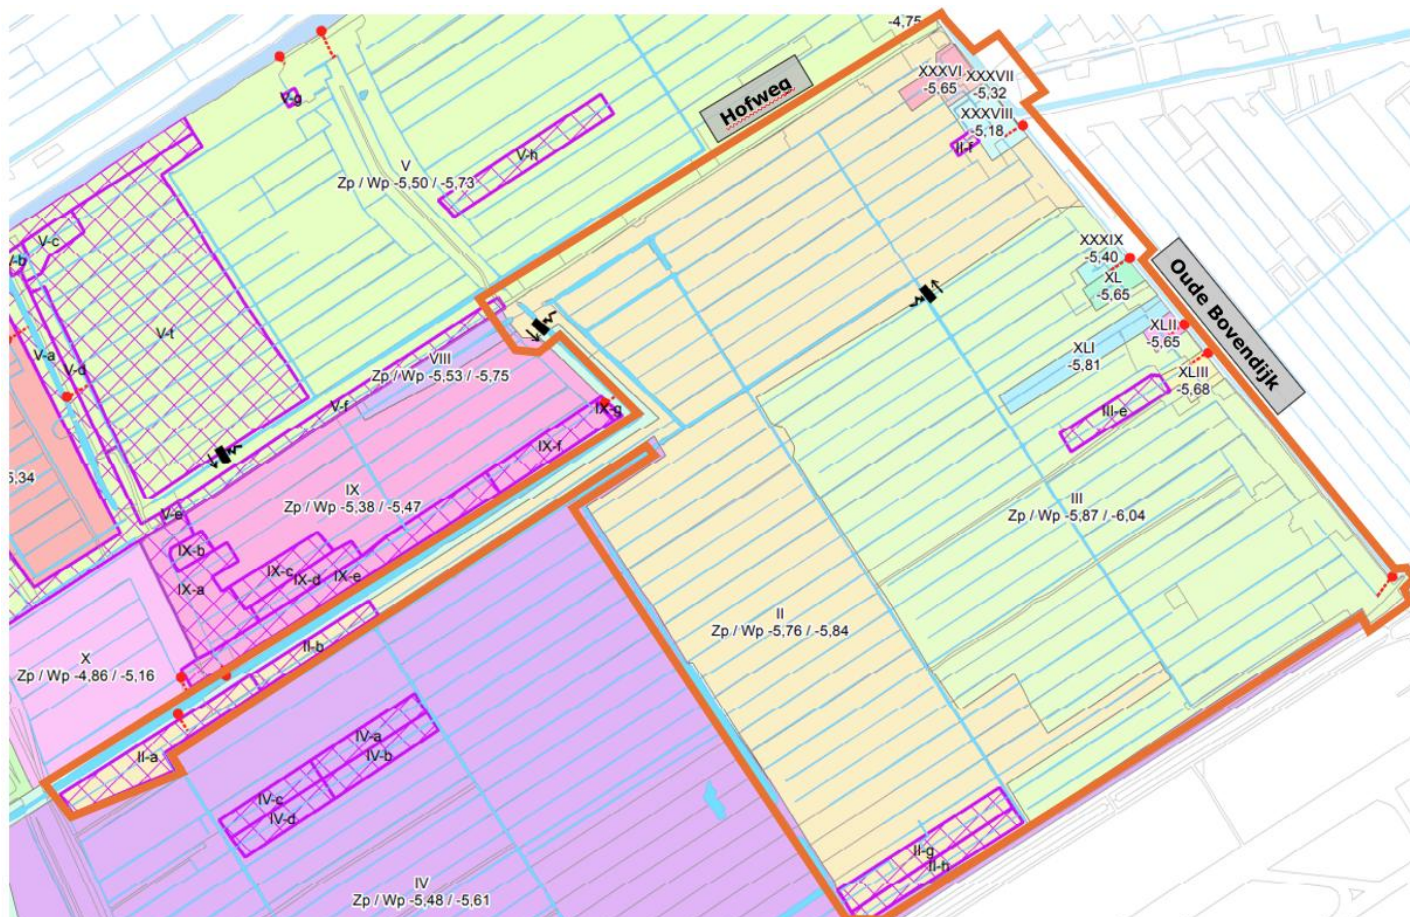 -4,75
Hofweg
XXXVI
-5,65
XXXVII
-5,32
XXXVIII
-5,18
II-f
V-g
V
Zp / Wp -5,50 / -5,73
V-h
V-c
V-b
V-t
V-a
V-d
XXXIX
-5,40
XL
-5,65
Oude Bovendijk
XLII
-5,65
XLI
-5,81
XLIII
-5,68
III-e
VIII
Zp / Wp -5,53 / -5,75
V-f
IX-g
IX-f
5,34
IX
Zp / Wp -5,38 / -5,47
III
Zp / Wp -5,87 / -6,04
V-e
IX-b
IX-a
IX-c
IX-d
IX-e
II
Zp / Wp -5,76 / -5,84
X
Zp / Wp -4,86 / -5,16
II-b
II-a
IV-a
IV-b
IV-c
IV-d
II-g
II-h
IV
Zp / Wp -5,48 / -5,61